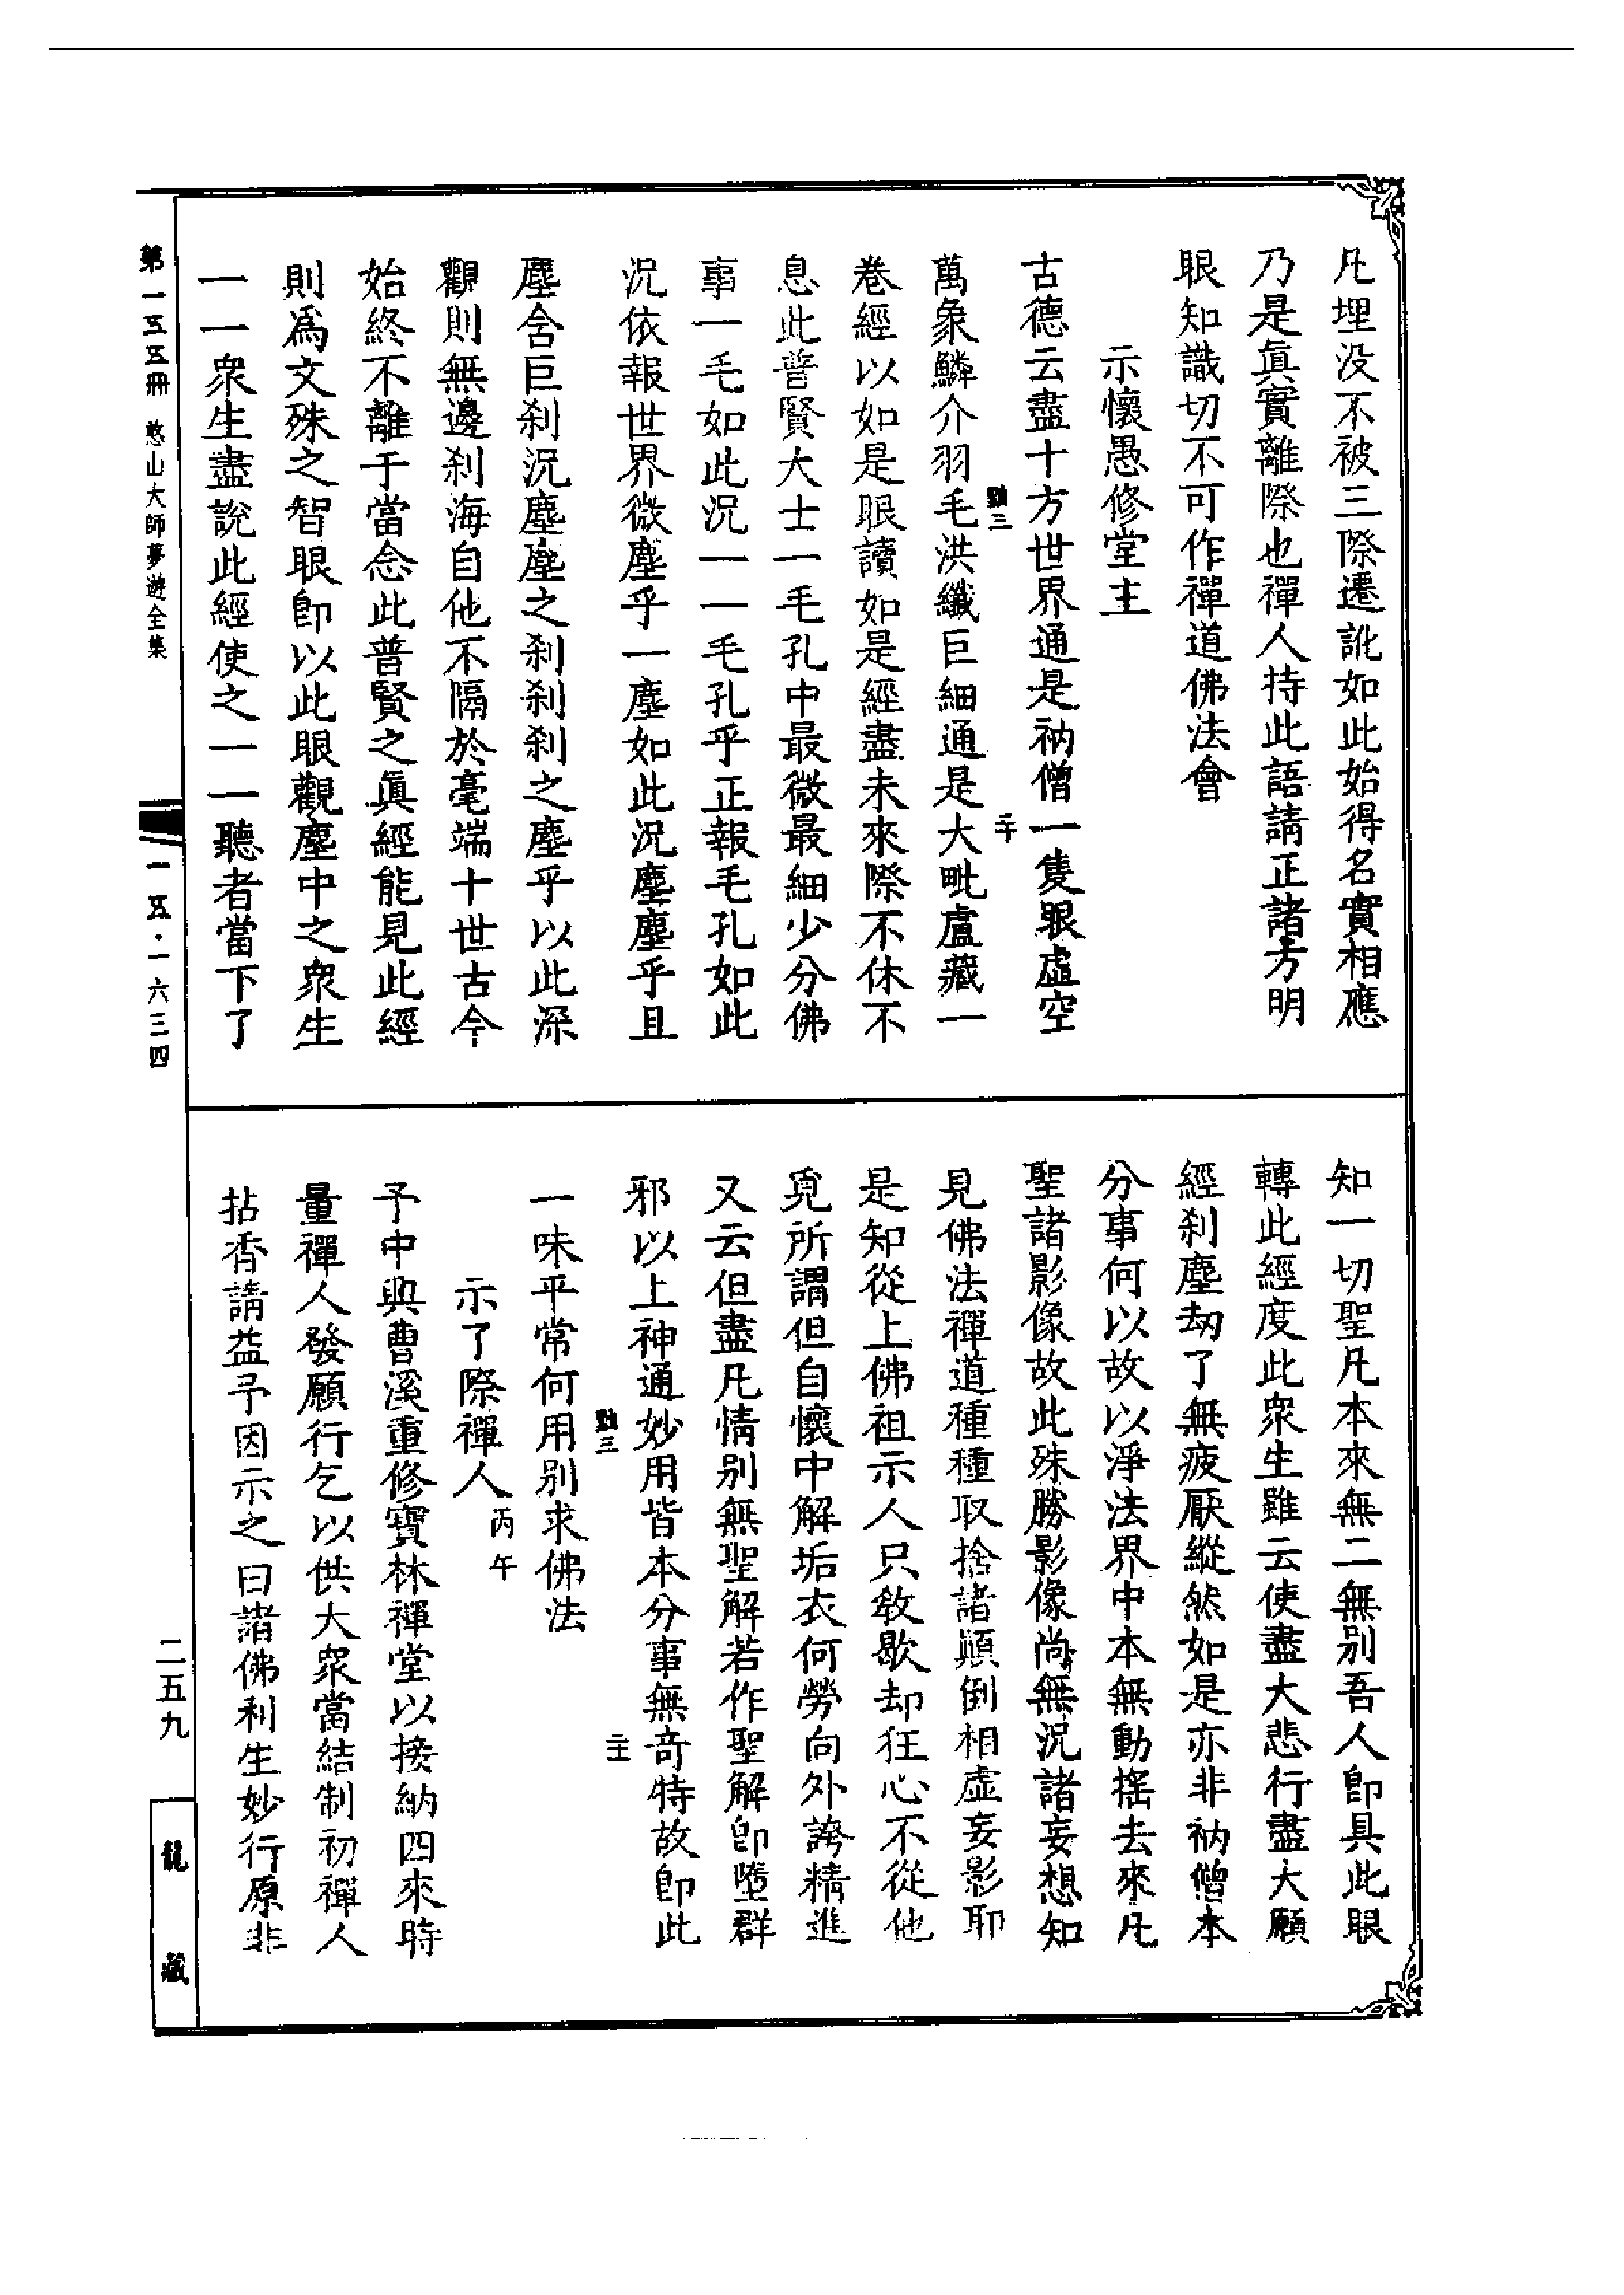 凡埋没不被三際遷訛如此始得名實相應
乃是眞實離際也禪人持此語請正諸方明
眼知識切不可作禪道佛法會
示懷愚修堂主
古德云盡十方世界通是衲僧一隻眼虛空
萬象鱗介羽毛洪纖巨細通是大毗盧藏一
卷經以如是眼讀如是經盡未來際不休不
息此普賢大士一毛孔中最微最細少分佛
事一毛如此況一一毛孔乎正報毛孔如此
況依報世界微塵乎一塵如此況塵塵乎且
塵含巨刹況塵塵之刹刹刹之塵乎以此深
觀則無邊刹海自他不隔於毫端十世古今
始終不離于當念此普賢之眞經能見此經
則爲文殊之智眼卽以此眼觀塵中之衆生
一一衆生盡說此經使之一一聽者當下了
知一切聖凡本來無二無别吾人卽具此眼
轉此經度此衆生雖云使盡大悲行盡大願
經刹塵劫了無疲厭縱然如是亦非衲僧本
分事何以故以淨法界中本無動搖去來凡
聖諸影像故此殊勝影像尚無況諸妄想知
見佛法禪道種種取捨諸顚倒相虛妄影耶
是知從上佛祖示人只敎歇却狂心不從他
覓所謂但自懷中解垢衣何勞向外誇精進
又云但盡凡情别無聖解若作聖解卽墮群
邪以上神通妙用皆本分事無奇特故卽此
一味平常何用别求佛法
示了際禪人 丙午
予中興曹溪重修寶林禪堂以接納四來時
量禪人發願行乞以供大衆當結制初禪人
拈香請益予因示之曰諸佛利生妙行原非
第一五五冊 憨山大師夢遊全集
一五·一六三四
二五九
龍藏